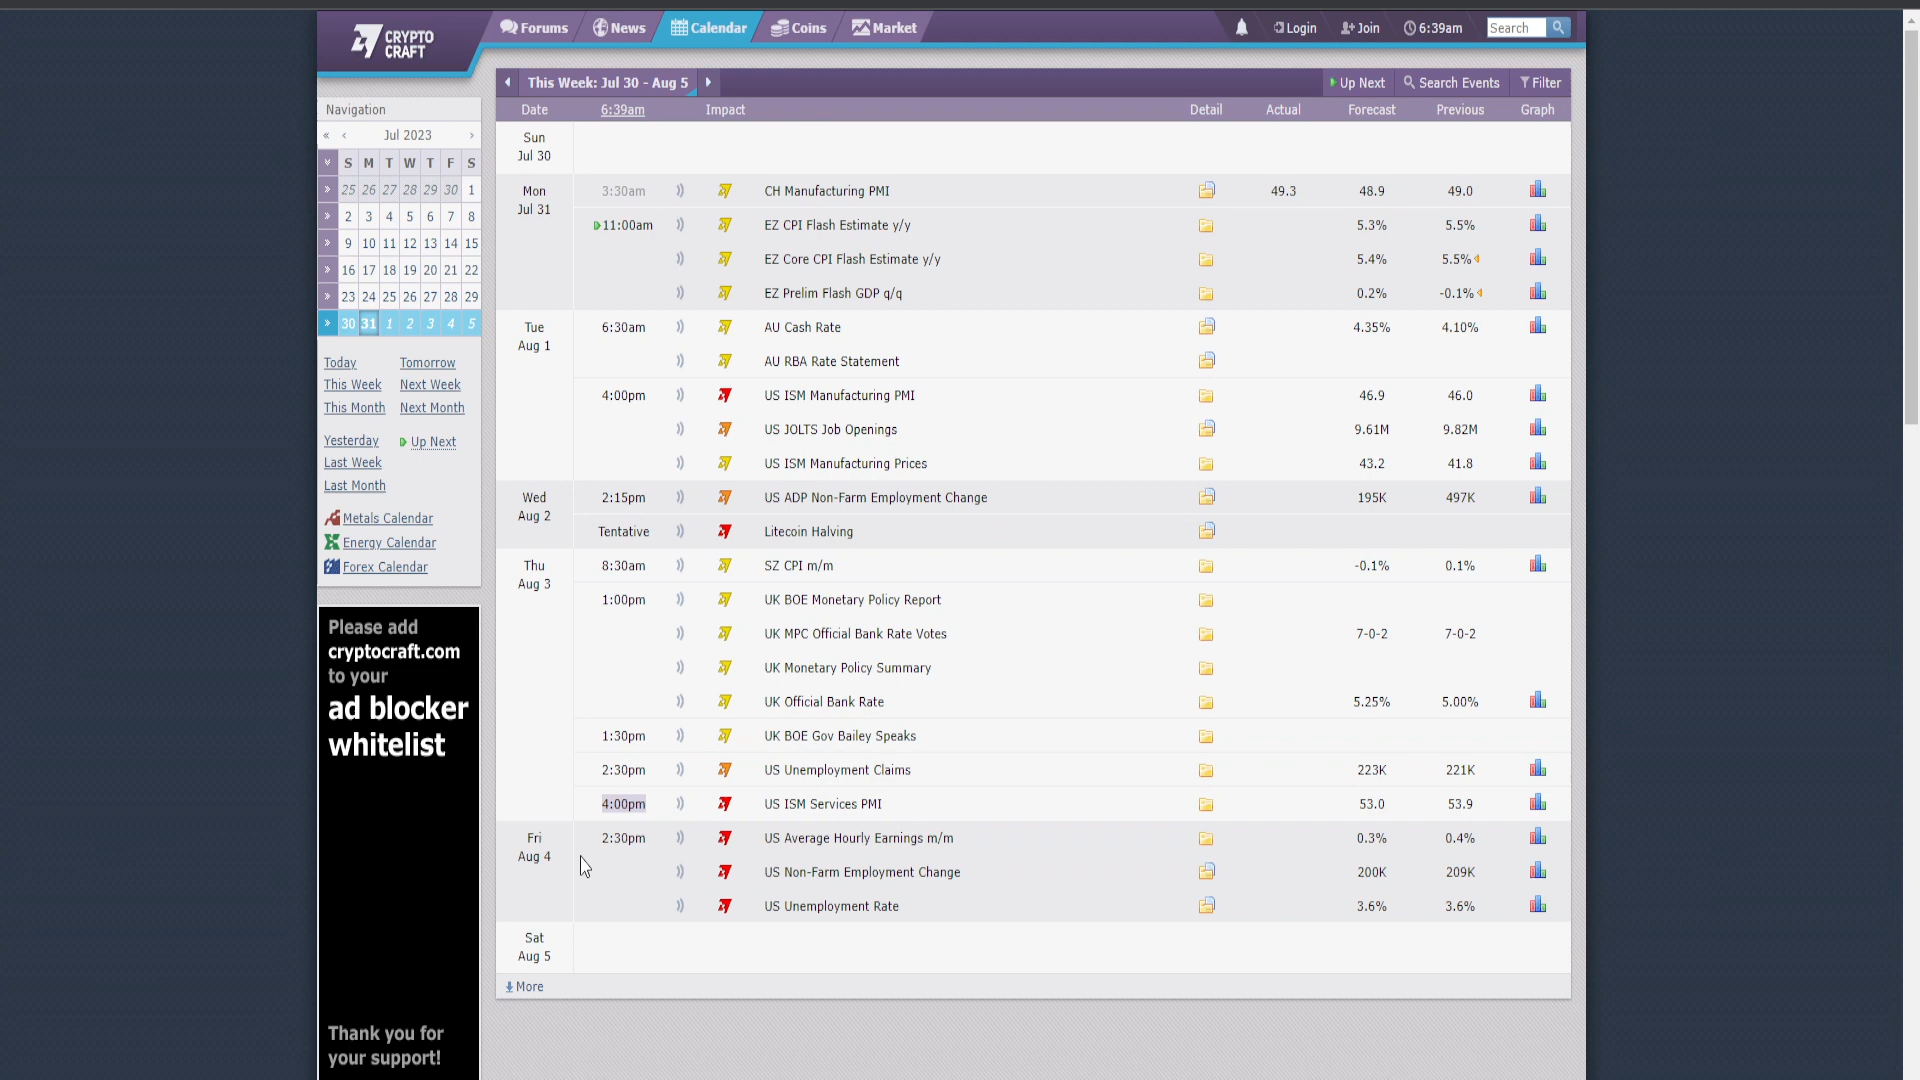 CRYPTO
CRAFT
Forums News Calendar Coins Market Login Join 6:39am Search
This Week: Jul 30 - Aug 5 Up Next Search Events Filter
Date 6:39am Impact Detail Actual Forecast Previous Graph
Navigation
« ‹ Jul 2023 ›
S M T W T F S
25 26 27 28 29 30 1
2 3 4 5 6 7 8
9 10 11 12 13 14 15
16 17 18 19 20 21 22
23 24 25 26 27 28 29
30 31 1 2 3 4 5
Today Tomorrow
This Week Next Week
This Month Next Month
Yesterday Up Next
Last Week
Last Month
Metals Calendar
Energy Calendar
Forex Calendar
Please add
cryptocraft.com
to your
ad blocker
whitelist
Thank you for
your support!
Sun
Jul 30
Mon
Jul 31
3:30am CH Manufacturing PMI 49.3 48.9 49.0
11:00am EZ CPI Flash Estimate y/y 5.3% 5.5%
EZ Core CPI Flash Estimate y/y 5.4% 5.5%
EZ Prelim Flash GDP q/q 0.2% -0.1%
Tue
Aug 1
6:30am AU Cash Rate 4.35% 4.10%
AU RBA Rate Statement
4:00pm US ISM Manufacturing PMI 46.9 46.0
US JOLTS Job Openings 9.61M 9.82M
US ISM Manufacturing Prices 43.2 41.8
Wed
Aug 2
2:15pm US ADP Non-Farm Employment Change 195K 497K
Tentative Litecoin Halving
Thu
Aug 3
8:30am SZ CPI m/m -0.1% 0.1%
1:00pm UK BOE Monetary Policy Report
UK MPC Official Bank Rate Votes 7-0-2 7-0-2
UK Monetary Policy Summary
UK Official Bank Rate 5.25% 5.00%
1:30pm UK BOE Gov Bailey Speaks
2:30pm US Unemployment Claims 223K 221K
4:00pm US ISM Services PMI 53.0 53.9
Fri
Aug 4
2:30pm US Average Hourly Earnings m/m 0.3% 0.4%
US Non-Farm Employment Change 200K 209K
US Unemployment Rate 3.6% 3.6%
Sat
Aug 5
More